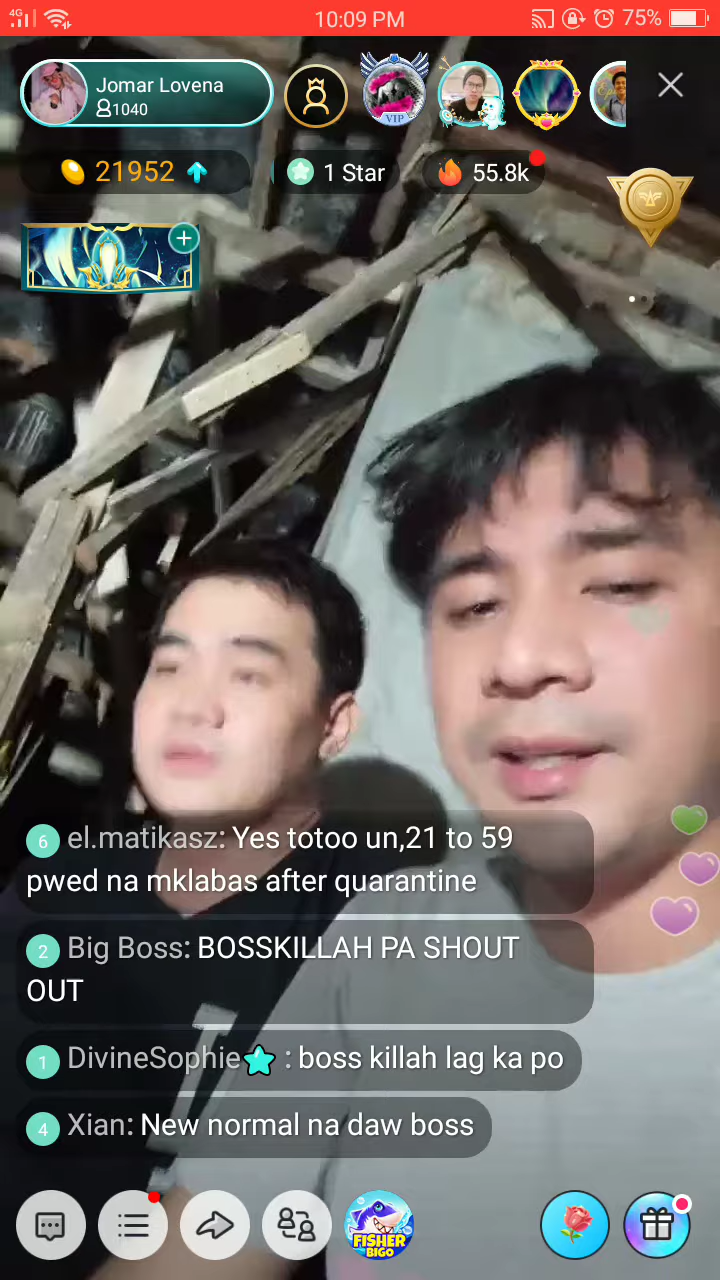 4G
10:09 PM
75%
Jomar Lovena
1040
VIP
21952
1 Star
55.8k
6 el.matikasz: Yes totoo un,21 to 59
pwed na mklabas after quarantine
2 Big Boss: BOSSKILLAH PA SHOUT
OUT
1 DivineSophie : boss killah lag ka po
4 Xian: New normal na daw boss
FISHER
BIGO